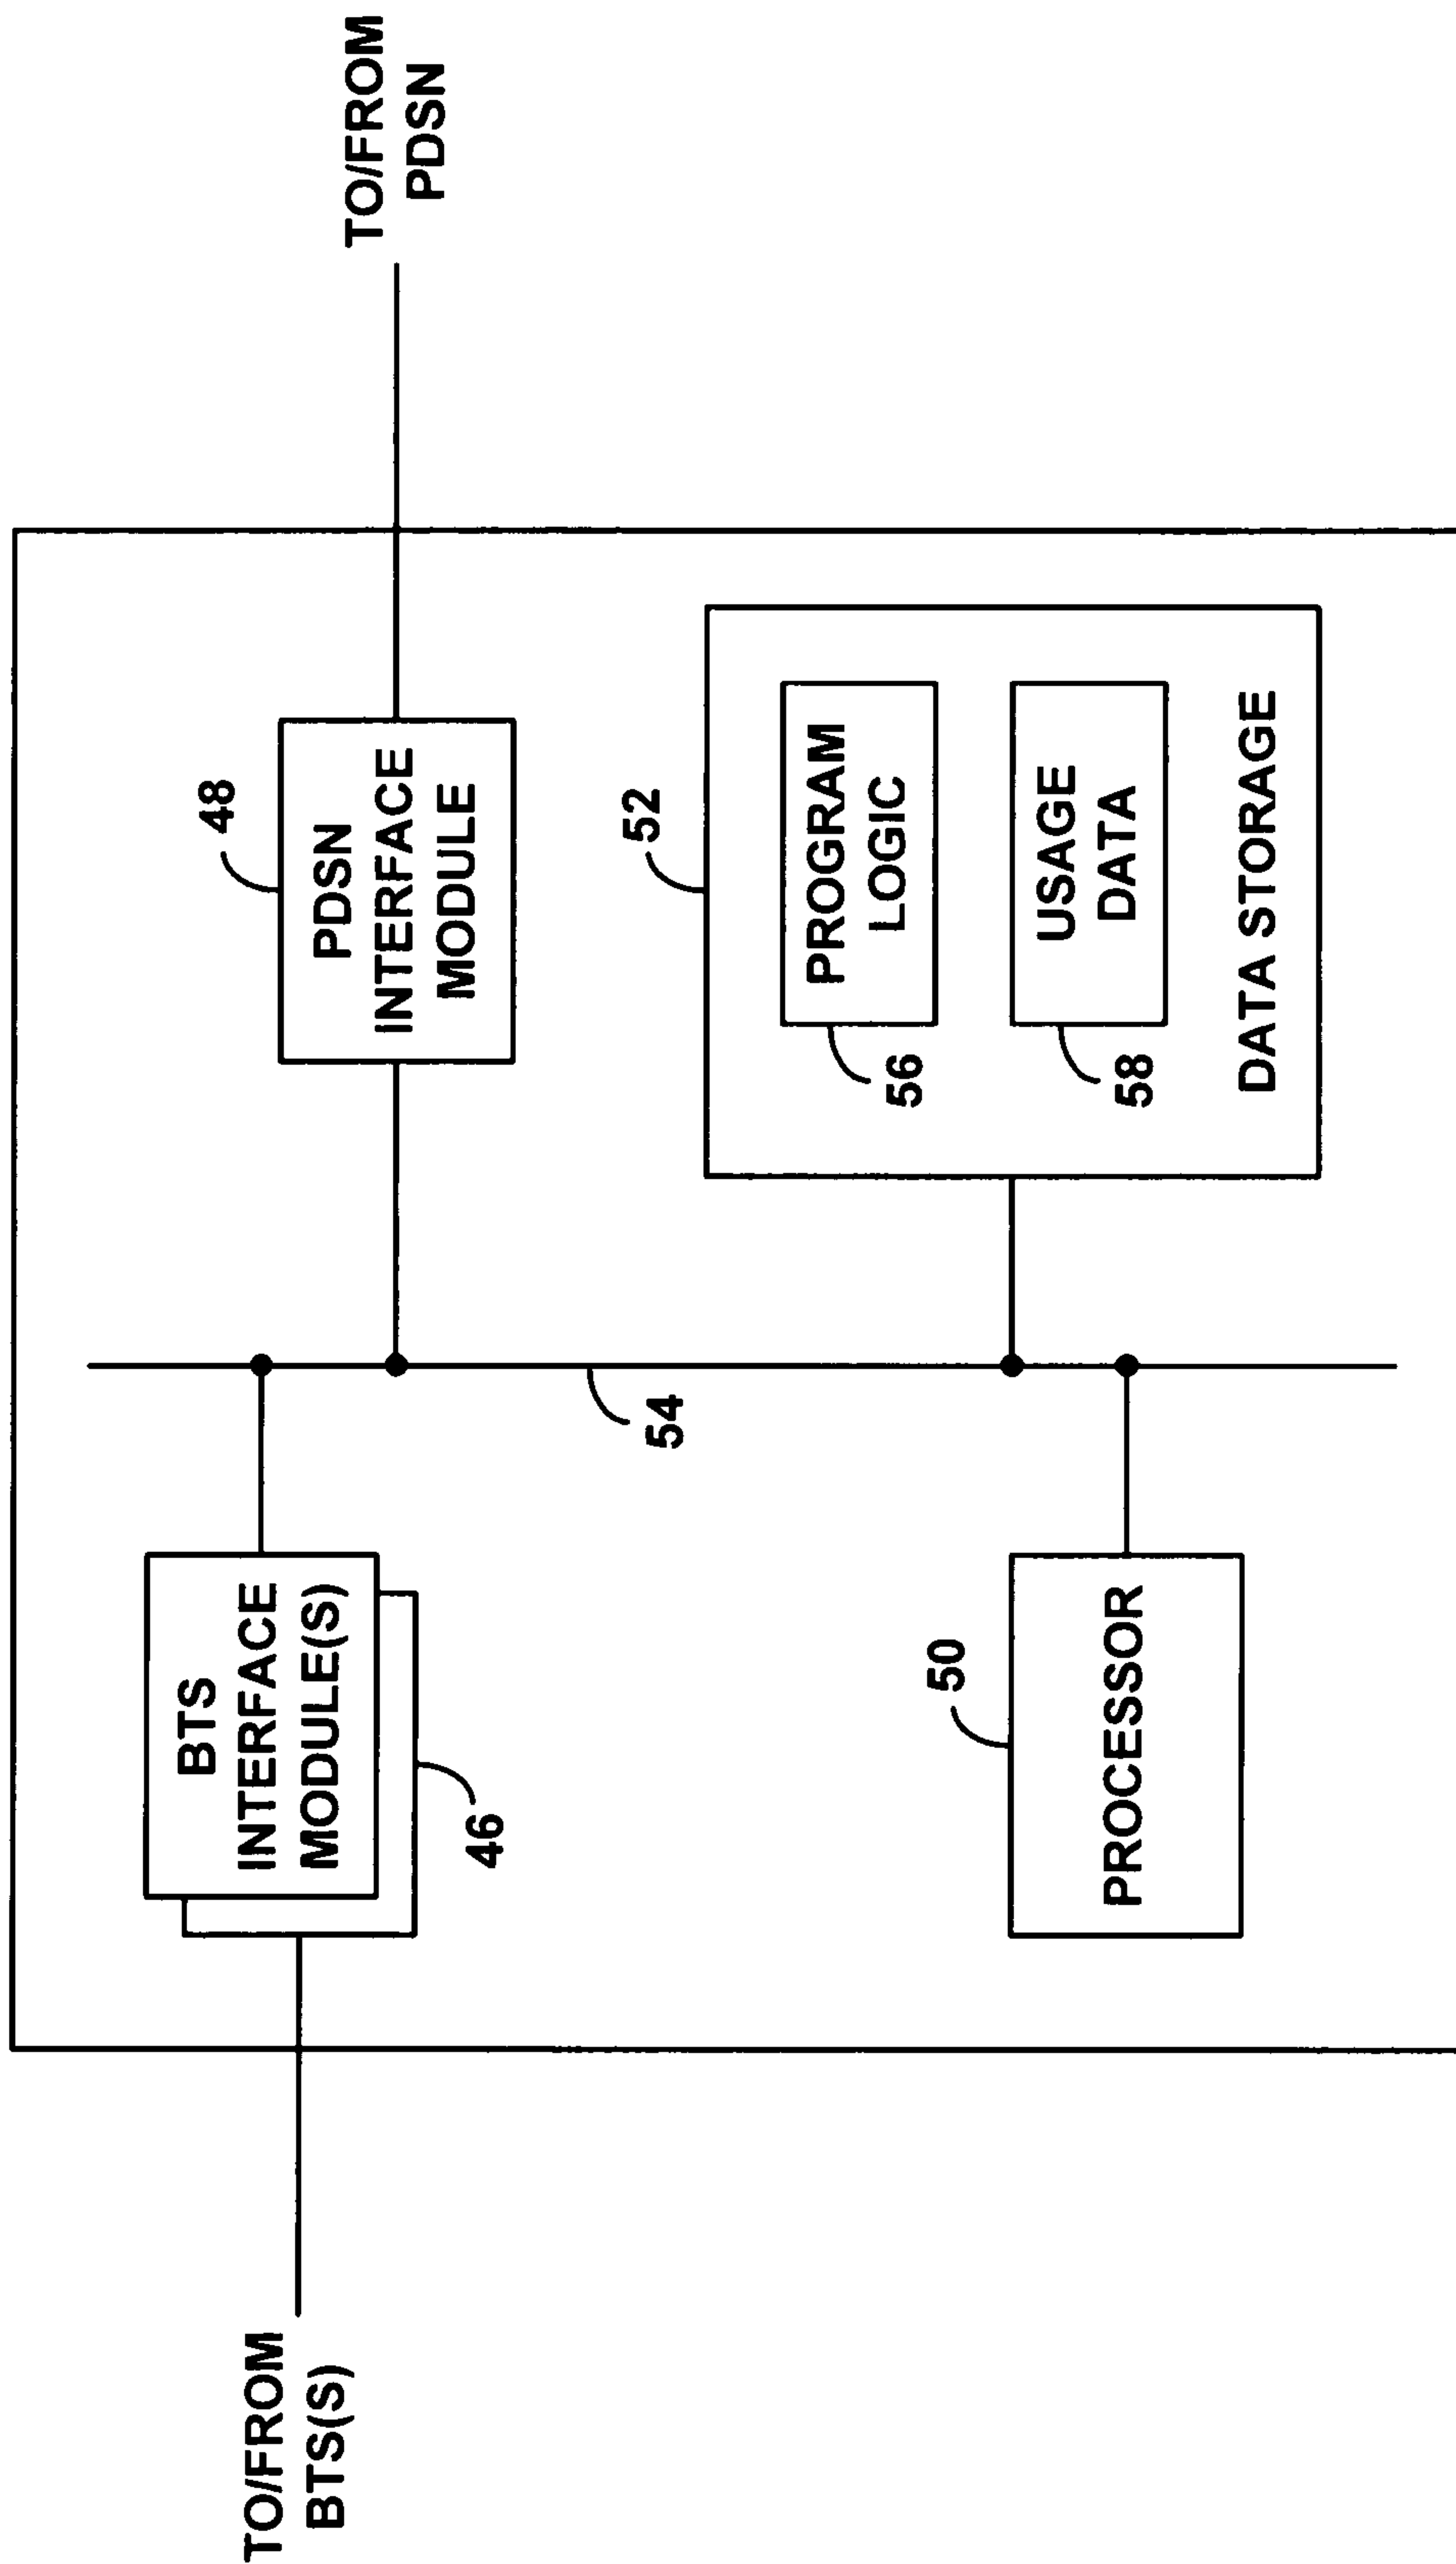 TO/FROM
BTS(S)
BTS
INTERFACE
MODULE(S)
46
54
48
PDSN
INTERFACE
MODULE
TO/FROM
PDSN
50
PROCESSOR
52
PROGRAM
LOGIC
56
USAGE
DATA
58
DATA STORAGE